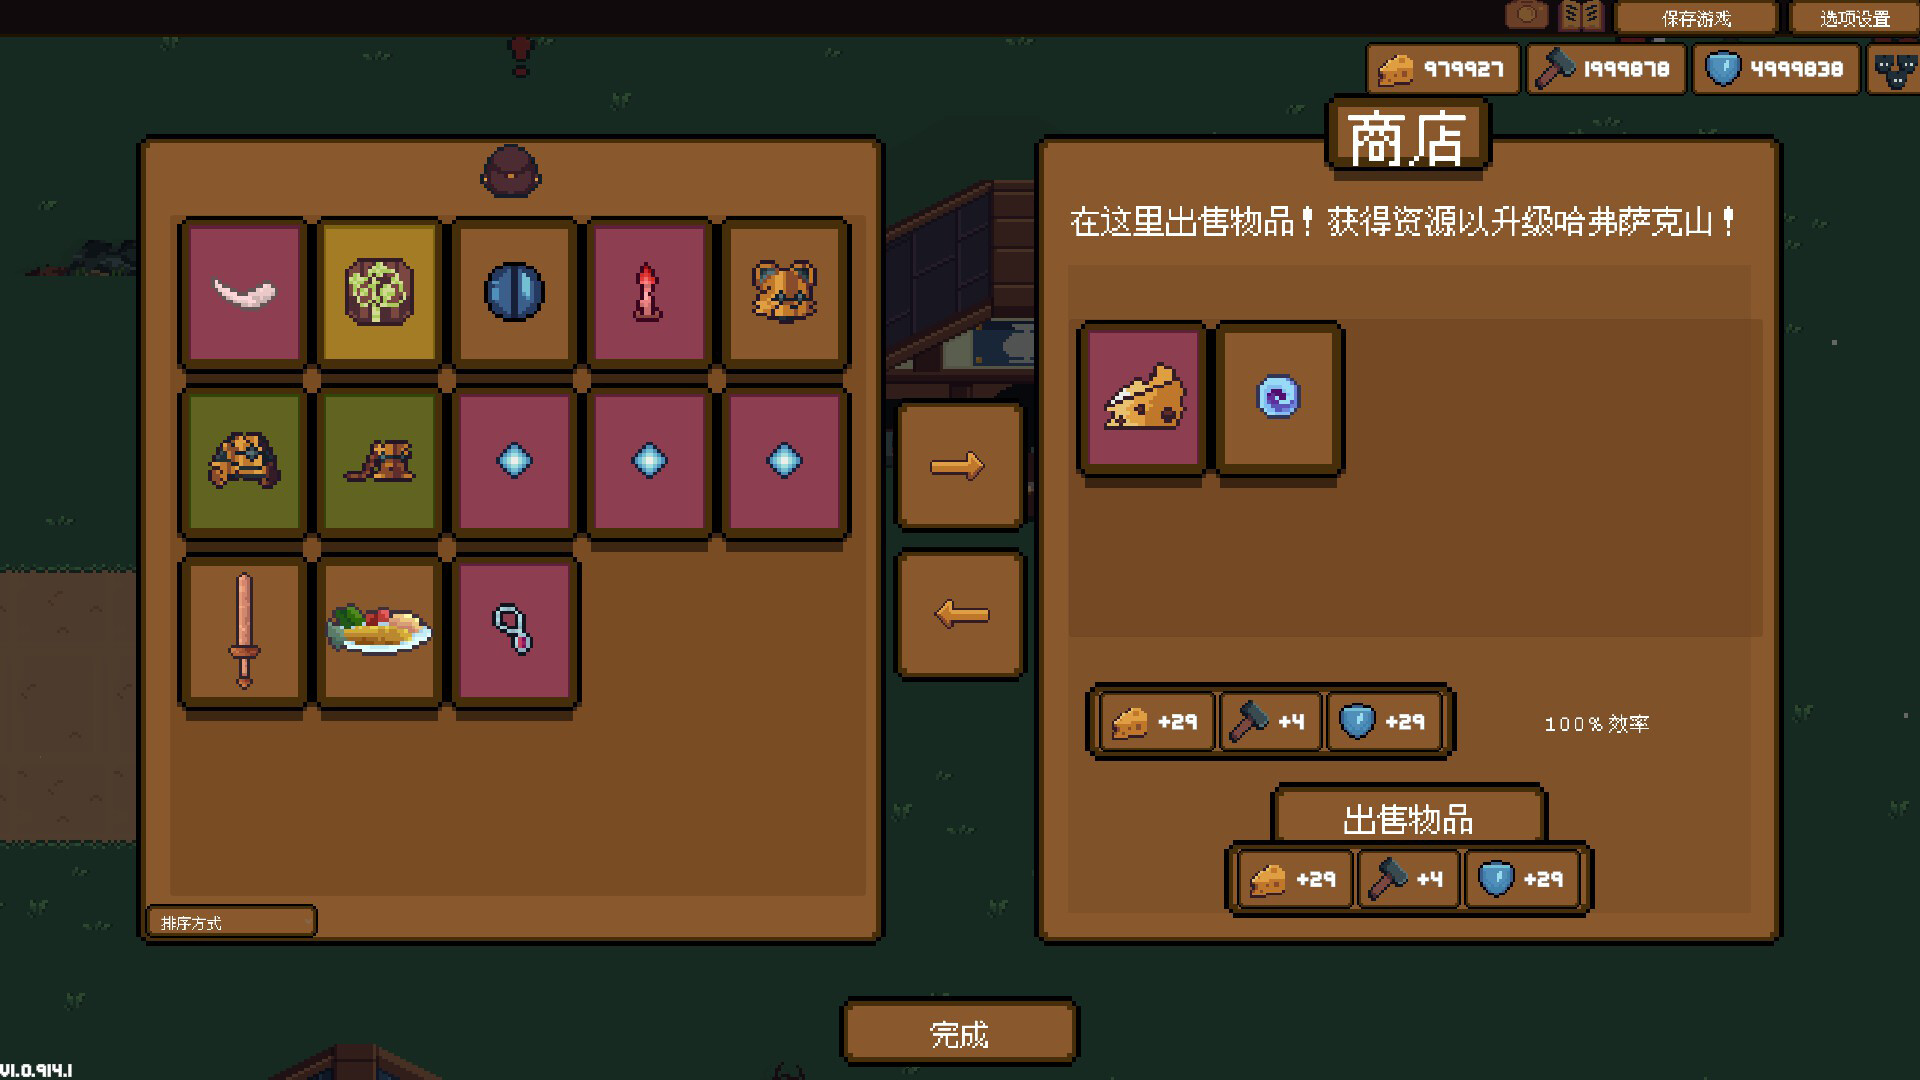 保存游戏 选项设置
979927 1999878 4999838
商店
在这里出售物品！获得资源以升级哈弗萨克山！
+29 +4 +29 100%效率
出售物品
+29 +4 +29
排序方式
完成
V1.0.914.1